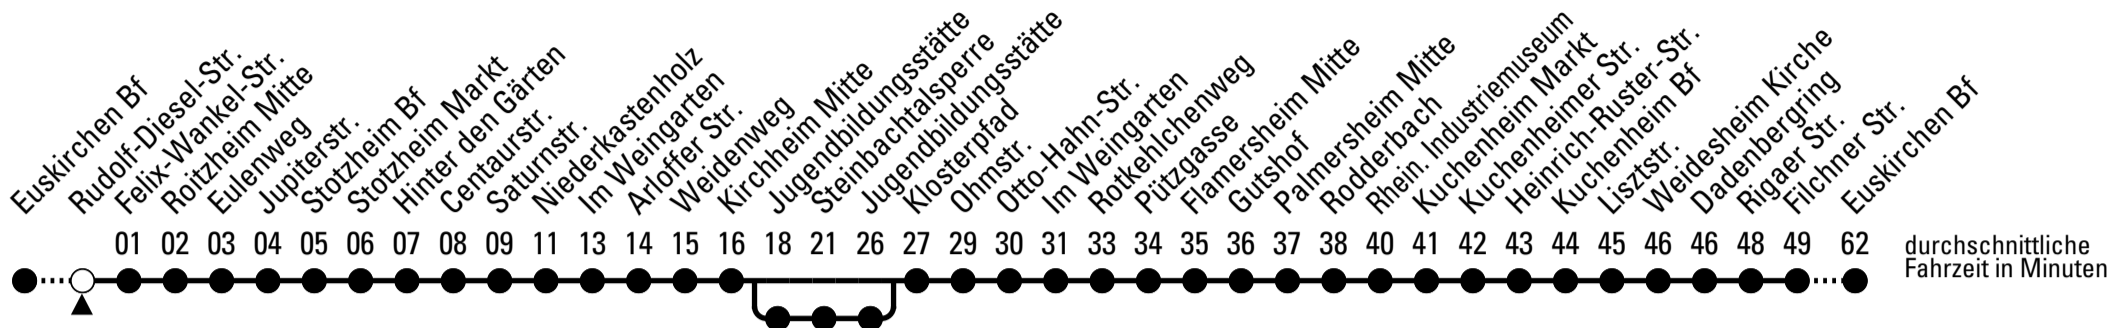 Euskirchen Bf
Rudolf-Diesel-Str.
Felix-Wankel-Str.
Roitzheim Mitte
Eulenweg
Jupiterstr.
Stotzheim Bf
Stotzheim Markt
Hinter den Gärten
Centaurstr.
Saturnstr.
Niederkastenholz
Im Weingarten
Arloffer Str.
Weidenweg
Kirchheim Mitte
Jugendbildungsstätte
Steinbachtalsperre
Jugendbildungsstätte
Klosterpfad
Ohmstr.
Otto-Hahn-Str.
Im Weingarten
Rotkehlchenweg
Pützgasse
Flamersheim Mitte
Gutshof
Palmersheim Mitte
Rodderbach
Rhein. Industriemuseum
Kuchenheim Markt
Kuchenheimer Str.
Heinrich-Ruster-Str.
Kuchenheim Bf
Lisztstr.
Weidesheim Kirche
Dadenbergring
Rigaer Str.
Filchner Str.
Euskirchen Bf
01 02 03 04 05 06 07 08 09 11 13 14 15 16 18 21 26 27 29 30 31 33 34 35 36 37 38 40 41 42 43 44 45 46 46 48 49 62
durchschnittliche
Fahrzeit in Minuten